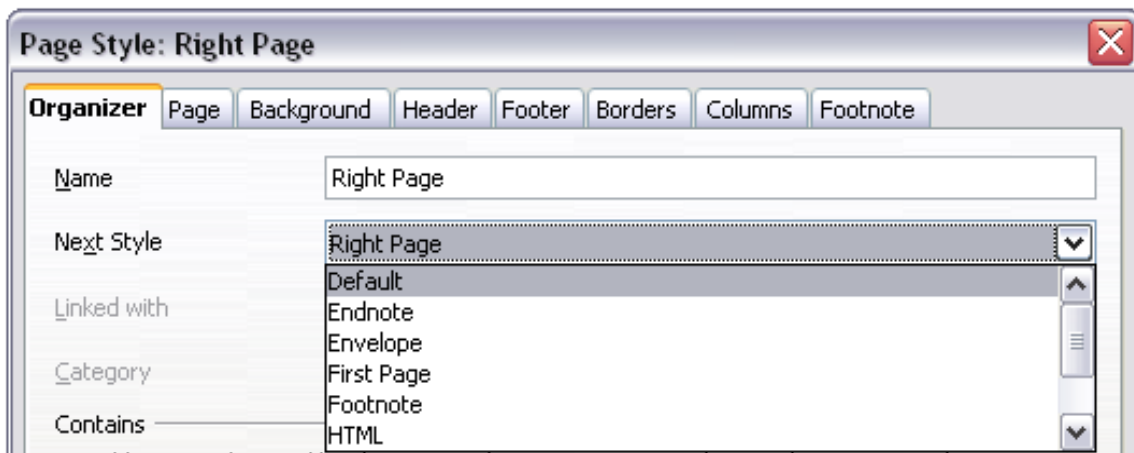 Page Style: Right Page
Organizer Page Background Header Footer Borders Columns Footnote
Name Right Page
Next Style Right Page
Default
Endnote
Linked with
Envelope
First Page
Category
Footnote
Contains
HTML